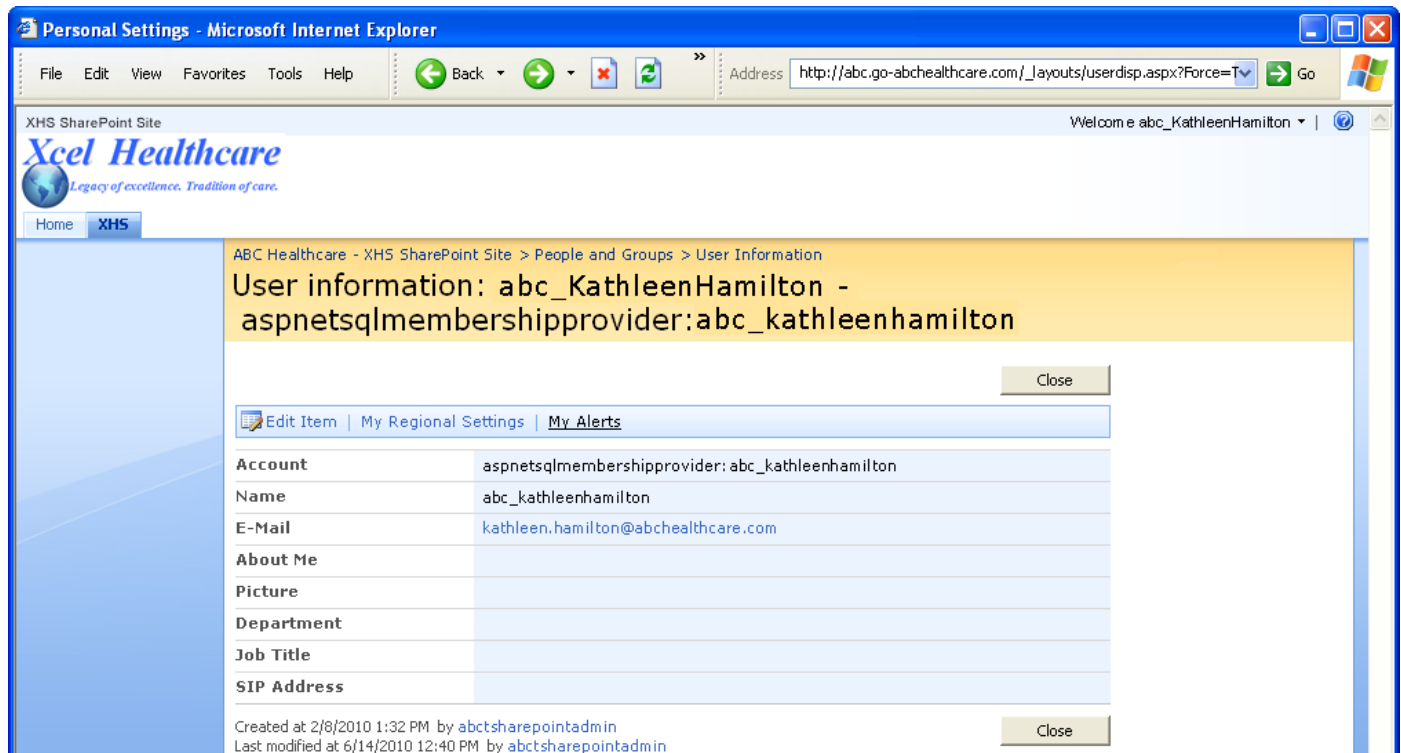 Personal Settings - Microsoft Internet Explorer
File Edit View Favorites Tools Help Back » Address http://abc.go-abchealthcare.com/_layouts/userdisp.aspx?Force=T Go
XHS SharePoint Site Welcome abc_KathleenHamilton |
Xcel Healthcare
Legacy of excellence. Tradition of care.
Home XHS
ABC Healthcare - XHS SharePoint Site > People and Groups > User Information
User information: abc_KathleenHamilton -
aspnetsqlmembershipprovider:abc_kathleenhamilton
Close
Edit Item | My Regional Settings | My Alerts
Account aspnetsqlmembershipprovider:abc_kathleenhamilton
Name abc_kathleenhamilton
E-Mail kathleen.hamilton@abchealthcare.com
About Me
Picture
Department
Job Title
SIP Address
Created at 2/8/2010 1:32 PM by abctsharepointadmin Close
Last modified at 6/14/2010 12:40 PM by abctsharepointadmin